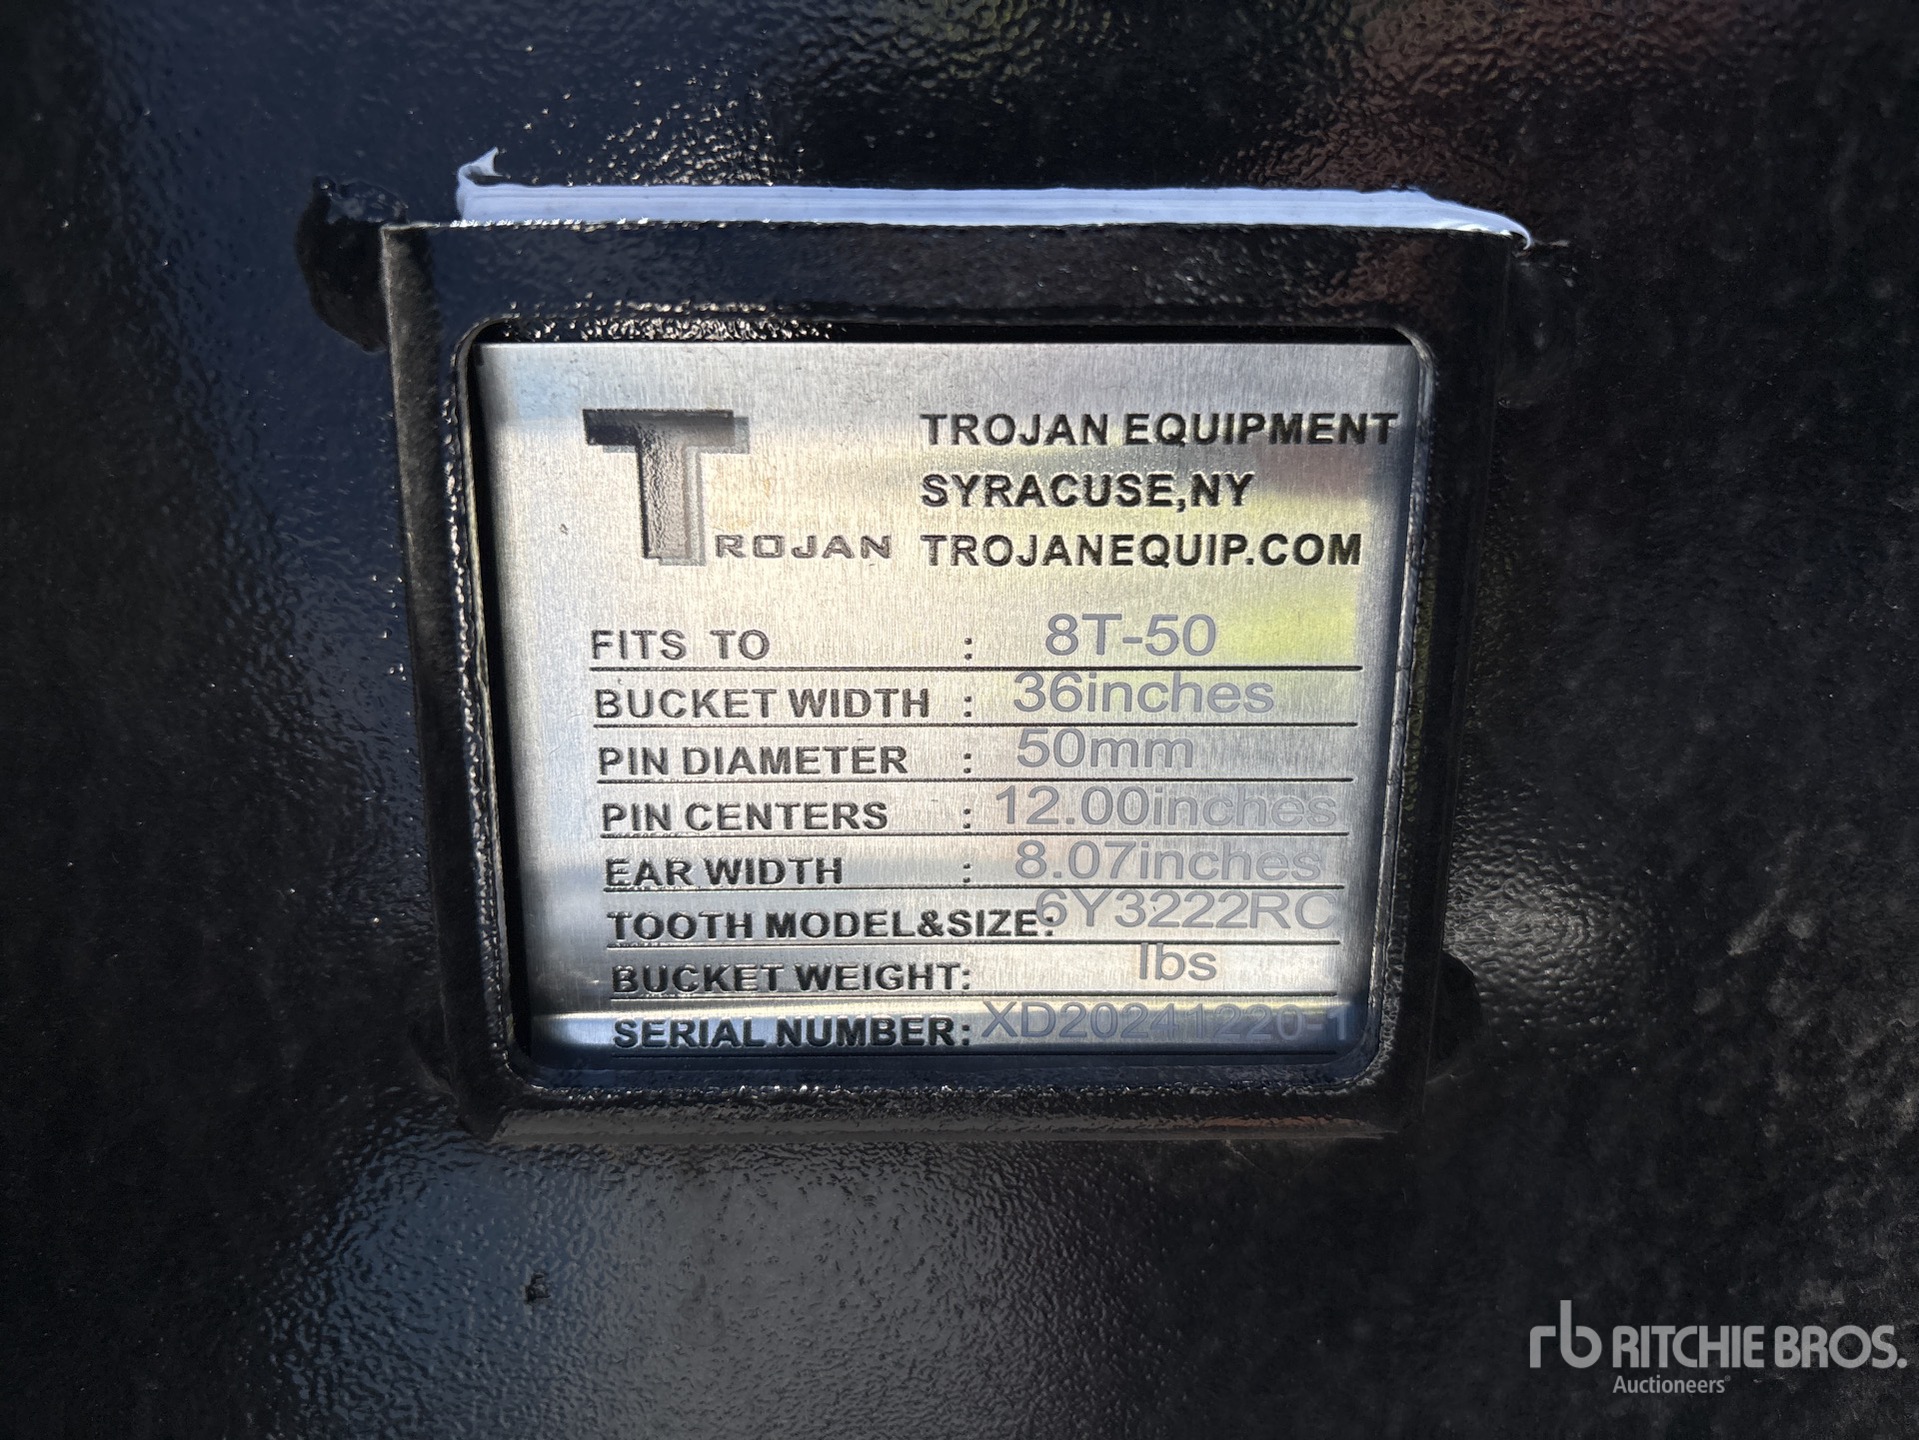 TROJAN
TROJAN EQUIPMENT
SYRACUSE,NY
TROJANEQUIP.COM
FITS TO : 8T-50
BUCKET WIDTH : 36inches
PIN DIAMETER : 50mm
PIN CENTERS : 12.00inches
EAR WIDTH : 8.07inches
TOOTH MODEL&SIZE: 6Y3222RC
BUCKET WEIGHT: lbs
SERIAL NUMBER: XD20241220-1
rb RITCHIE BROS.
Auctioneers